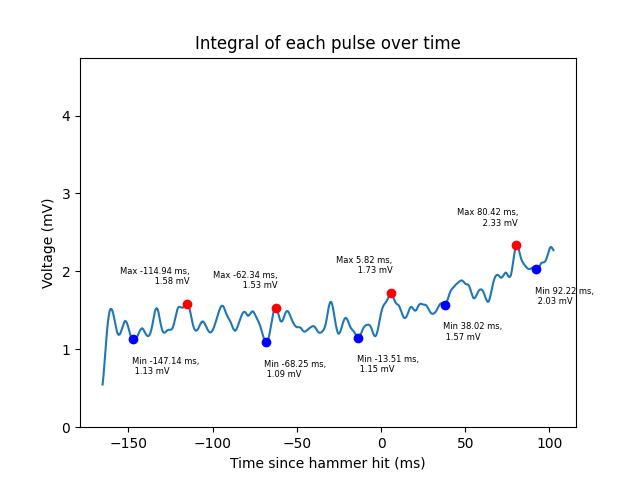 Integral of each pulse over time
Voltage (mV)
4
3
2
1
0
Max -114.94 ms,
1.58 mV
Max -62.34 ms,
1.53 mV
Max 5.82 ms,
1.73 mV
Max 80.42 ms,
2.33 mV
Min -147.14 ms,
1.13 mV
Min -68.25 ms,
1.09 mV
Min -13.51 ms,
1.15 mV
Min 38.02 ms,
1.57 mV
Min 92.22 ms,
2.03 mV
−150 −100 −50 0 50 100
Time since hammer hit (ms)